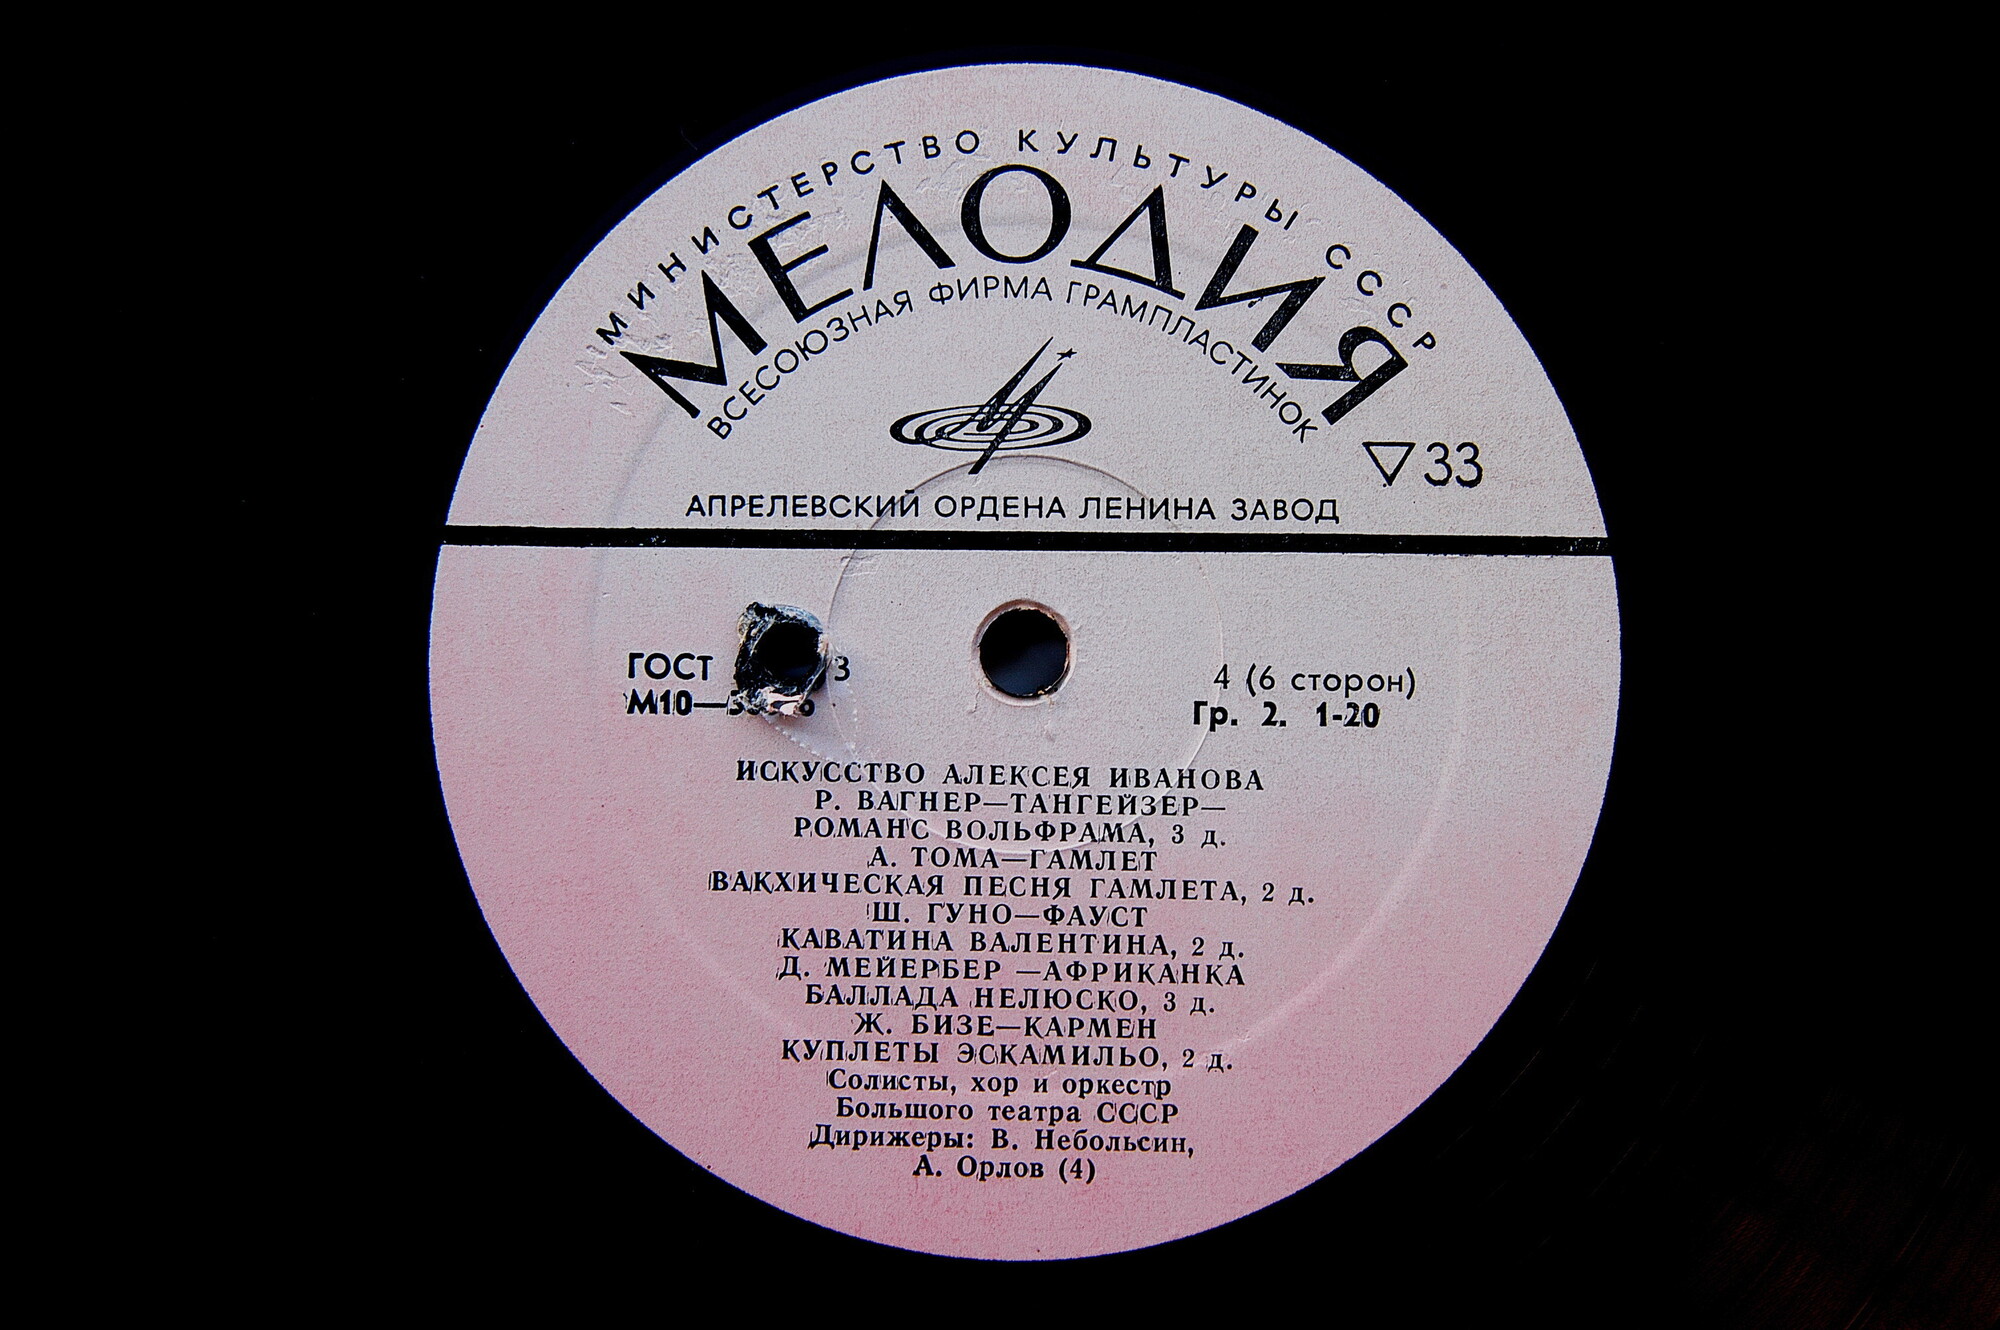 МИНИСТЕРСТВО КУЛЬТУРЫ СССР
МЕЛОДИЯ
ВСЕСОЮЗНАЯ ФИРМА ГРАМПЛАСТИНОК
33
АПРЕЛЕВСКИЙ ОРДЕНА ЛЕНИНА ЗАВОД
ГОСТ
4 (6 сторон)
Гр. 2. 1-20
ИСКУССТВО АЛЕКСЕЯ ИВАНОВА
Р. ВАГНЕР—ТАНГЕЙЗЕР—
РОМАНС ВОЛЬФРАМА, 3 д.
А. ТОМА—ГАМЛЕТ
ВАКХИЧЕСКАЯ ПЕСНЯ ГАМЛЕТА, 2 д.
Ш. ГУНО—ФАУСТ
КАВАТИНА ВАЛЕНТИНА, 2 д.
Д. МЕЙЕРБЕР —АФРИКАНКА
БАЛЛАДА НЕЛЮСКО, 3 д.
Ж. БИЗЕ—КАРМЕН
КУПЛЕТЫ ЭСКАМИЛЬО, 2 д.
Солисты, хор и оркестр
Большого театра СССР
Дирижеры: В. Небольсин,
А. Орлов (4)